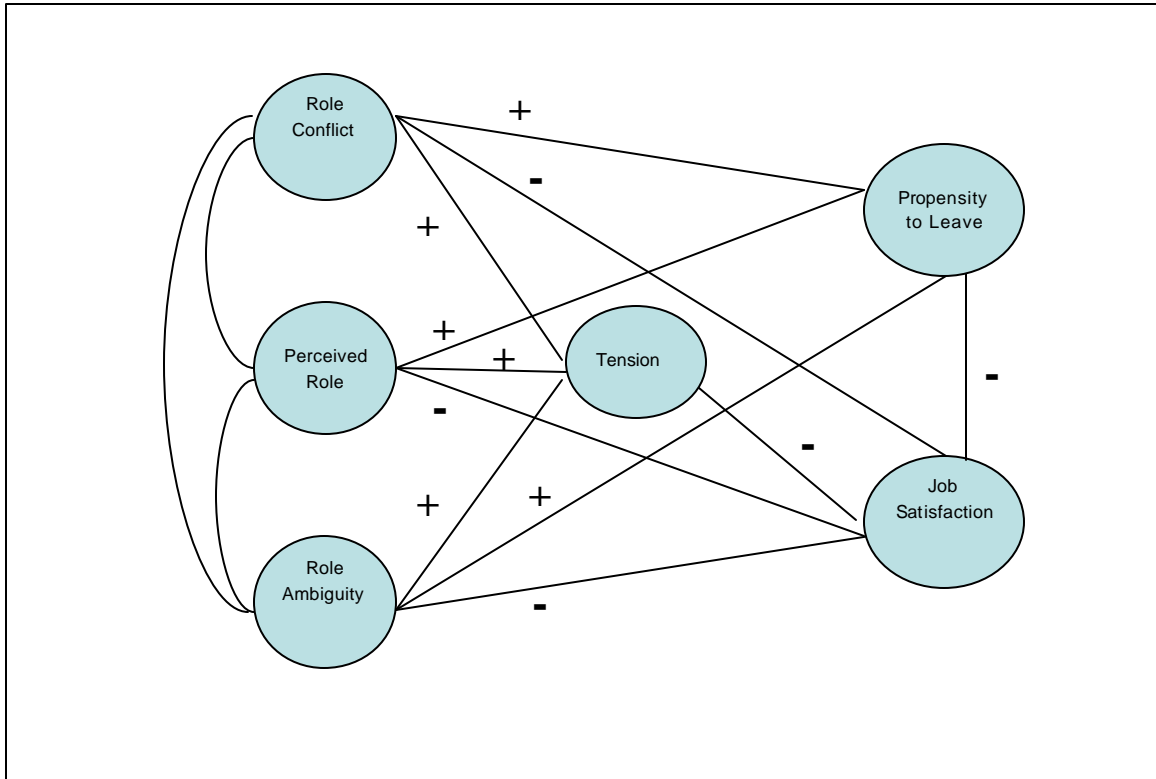 Role
Conflict
+
-
+
Propensity
to Leave
+
+
Perceived
Role
Tension
-
-
-
+
+
Job
Satisfaction
Role
Ambiguity
-